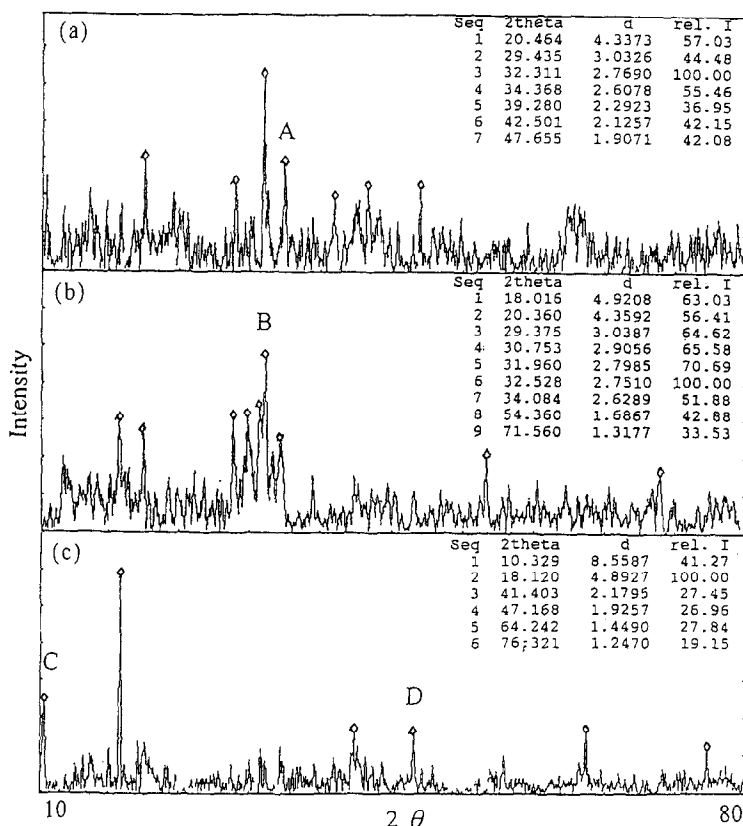 (a)
Seq 2theta d rel. I
1 20.464 4.3373 57.03
2 29.435 3.0326 44.48
3 32.311 2.7690 100.00
4 34.368 2.6078 55.46
5 39.280 2.2923 36.95
6 42.501 2.1257 42.15
7 47.655 1.9071 42.08
A
(b)
Seq 2theta d rel. I
1 18.016 4.9208 63.03
2 20.360 4.3592 56.41
3 29.375 3.0387 64.62
4 30.753 2.9056 65.58
5 31.960 2.7985 70.69
6 32.528 2.7510 100.00
7 34.084 2.6289 51.88
8 54.360 1.6867 42.88
9 71.560 1.3177 33.53
B
Intensity
(c)
Seq 2theta d rel. I
1 10.329 8.5587 41.27
2 18.120 4.8927 100.00
3 41.403 2.1795 27.45
4 47.168 1.9257 26.96
5 64.242 1.4490 27.84
6 76;321 1.2470 19.15
C
D
10 2 θ 80